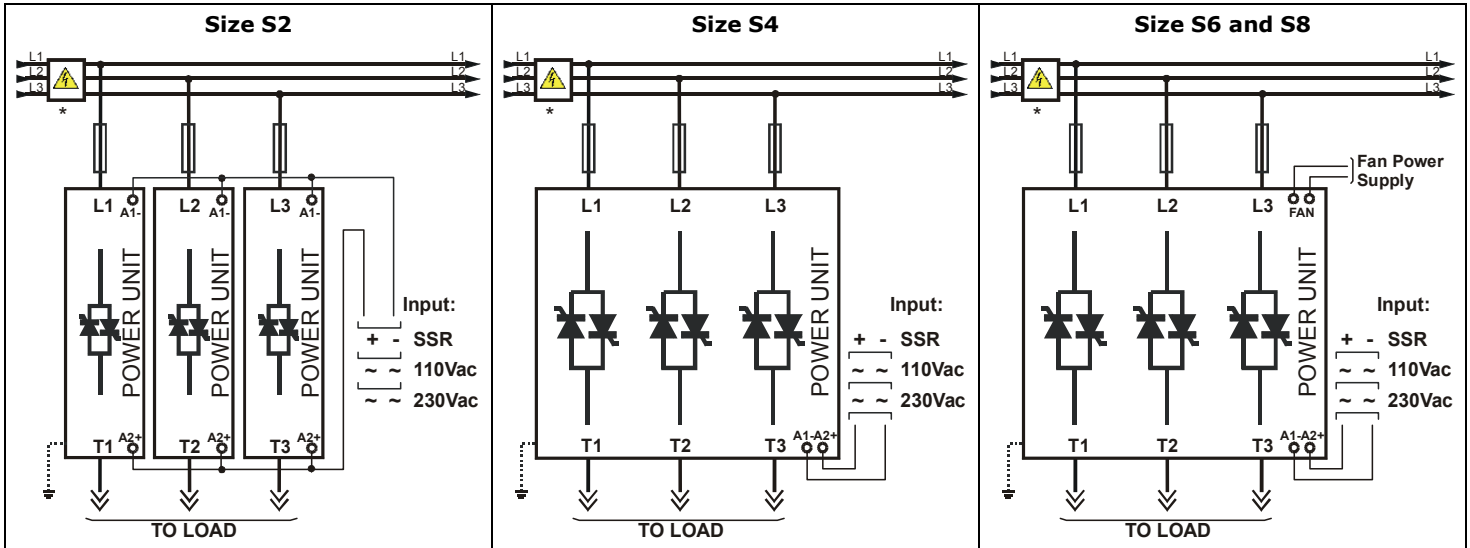 Size S2
L1 L1
L2 L2
L3 L3
*
L1 A1- L2 A1- L3 A1-
POWER UNIT POWER UNIT POWER UNIT
Input:
+ - SSR
~ ~ 110Vac
~ ~ 230Vac
T1 A2+ T2 A2+ T3 A2+
TO LOAD
Size S4
L1 L1
L2 L2
L3 L3
*
L1 L2 L3
POWER UNIT
Input:
+ - SSR
~ ~ 110Vac
~ ~ 230Vac
T1 T2 T3 A1-A2+
TO LOAD
Size S6 and S8
L1 L1
L2 L2
L3 L3
*
Fan Power
Supply
L1 L2 L3 FAN
POWER UNIT
Input:
+ - SSR
~ ~ 110Vac
~ ~ 230Vac
T1 T2 T3 A1-A2+
TO LOAD